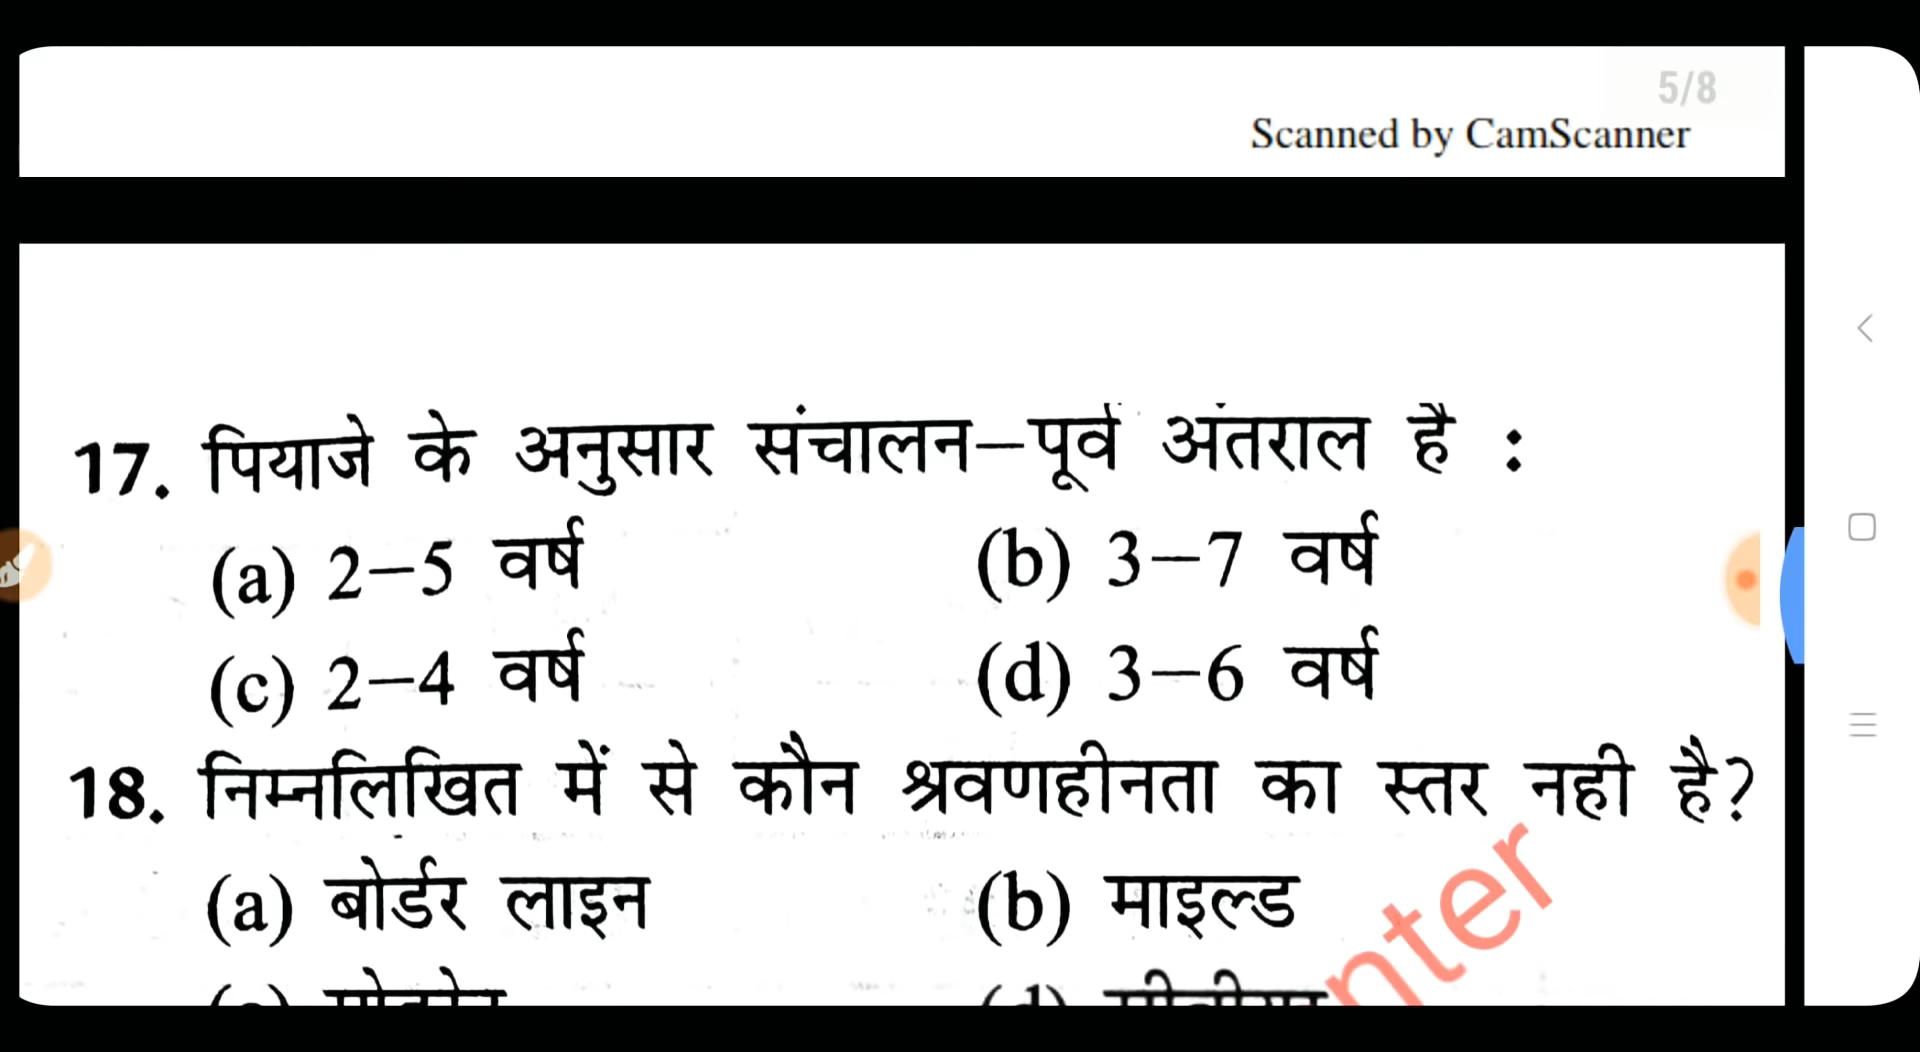 5/8
Scanned by CamScanner
17. पियाजे के अनुसार संचालन–पूर्व अंतराल है :
(a) 2–5 वर्ष (b) 3–7 वर्ष
(c) 2–4 वर्ष (d) 3–6 वर्ष
18. निम्नलिखित में से कौन श्रवणहीनता का स्तर नही है?
(a) बोर्डर लाइन (b) माइल्ड
nter